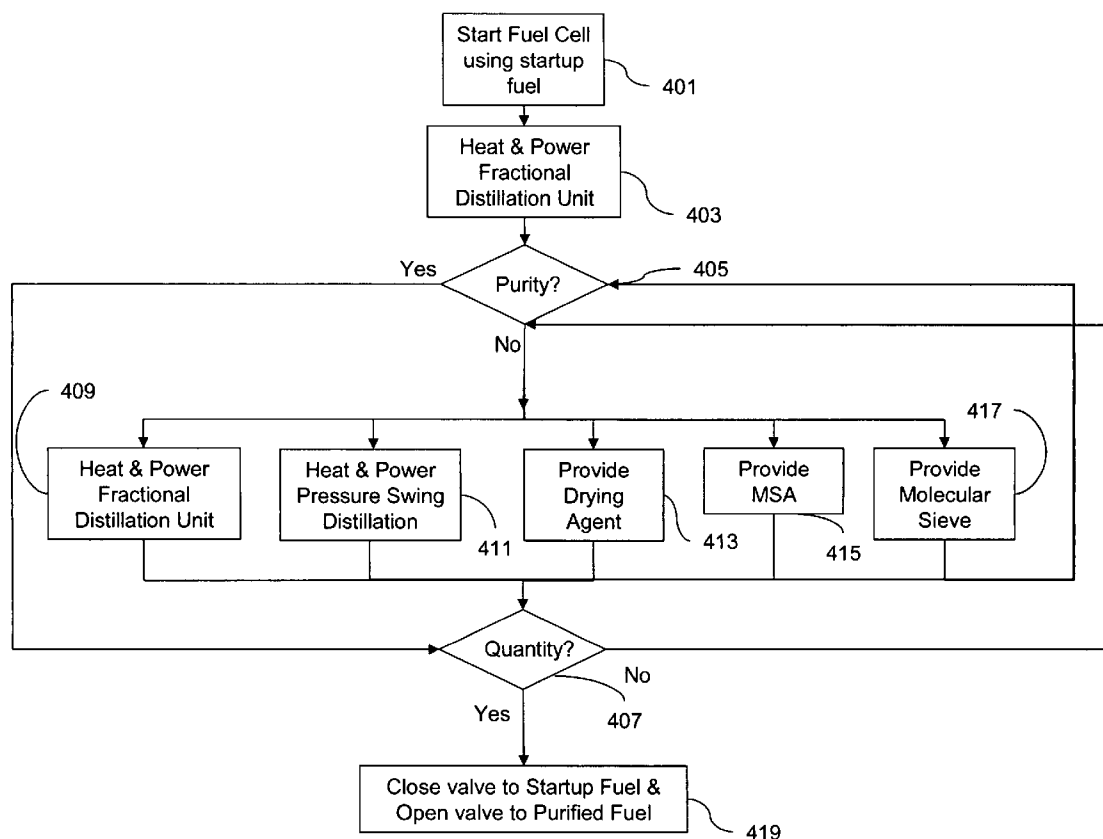 Start Fuel Cell
using startup
fuel
401
Heat & Power
Fractional
Distillation Unit
403
Yes
Purity?
405
No
409
417
Heat & Power
Fractional
Distillation Unit
Heat & Power
Pressure Swing
Distillation
411
Provide
Drying
Agent
413
Provide
MSA
415
Provide
Molecular
Sieve
Quantity?
No
407
Yes
Close valve to Startup Fuel &
Open valve to Purified Fuel
419